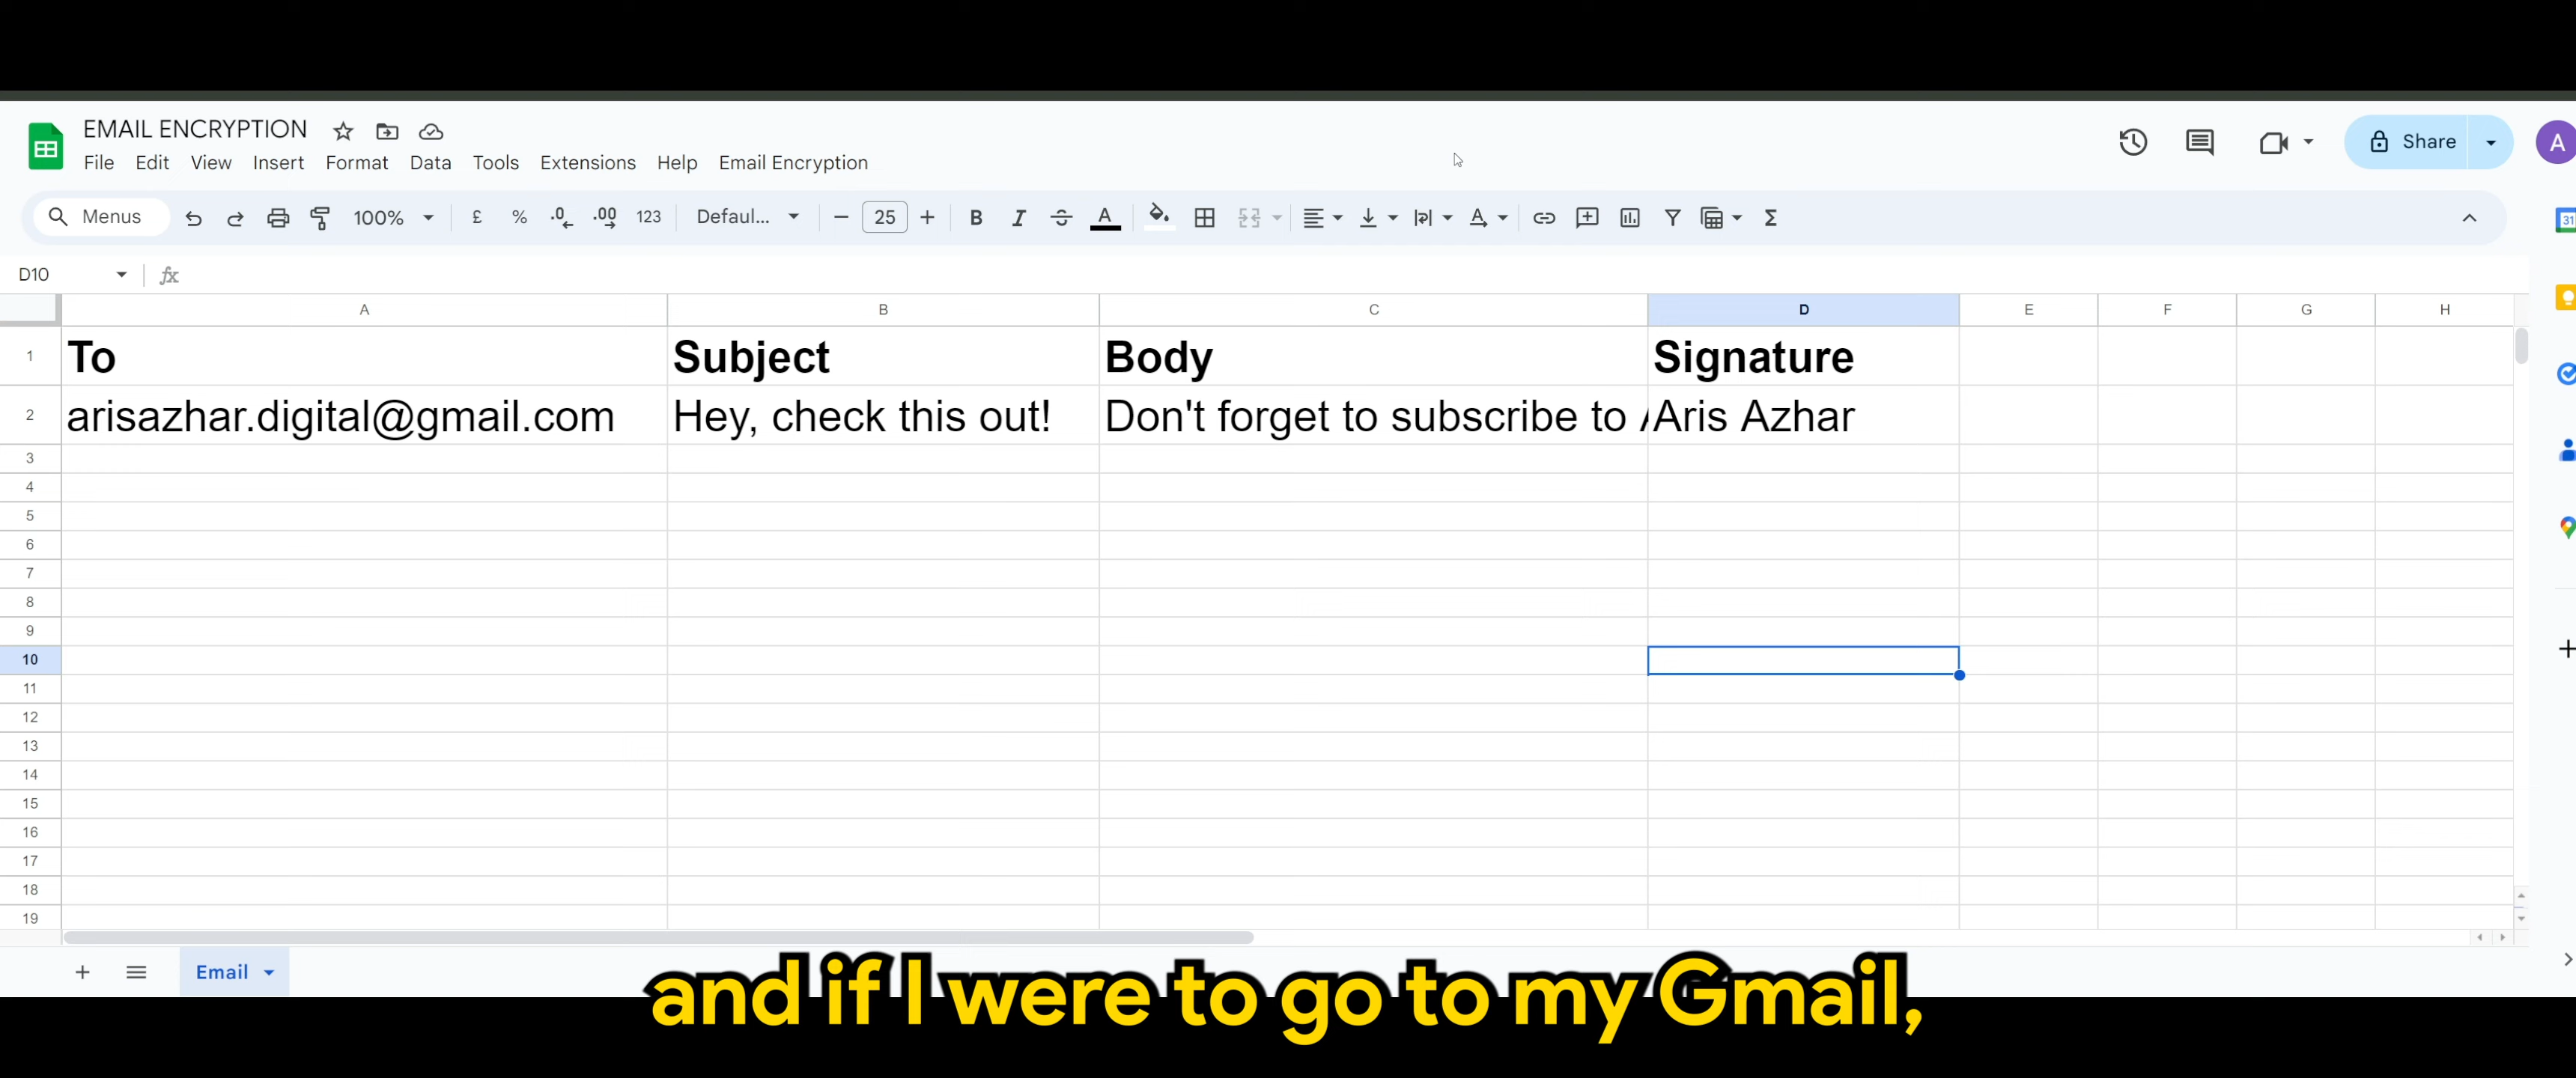 EMAIL ENCRYPTION
File Edit View Insert Format Data Tools Extensions Help Email Encryption
Share
A
Menus 100% £ % .0 .00 123 Defaul... 25 B I A Σ
31
D10 fx
A B C D E F G H
1 To Subject Body Signature
2 arisazhar.digital@gmail.com Hey, check this out! Don't forget to subscribe to Aris Azhar
3
4
5
6
7
8
9
10
11
12
13
14
15
16
17
18
19
Email
and if I were to go to my Gmail,